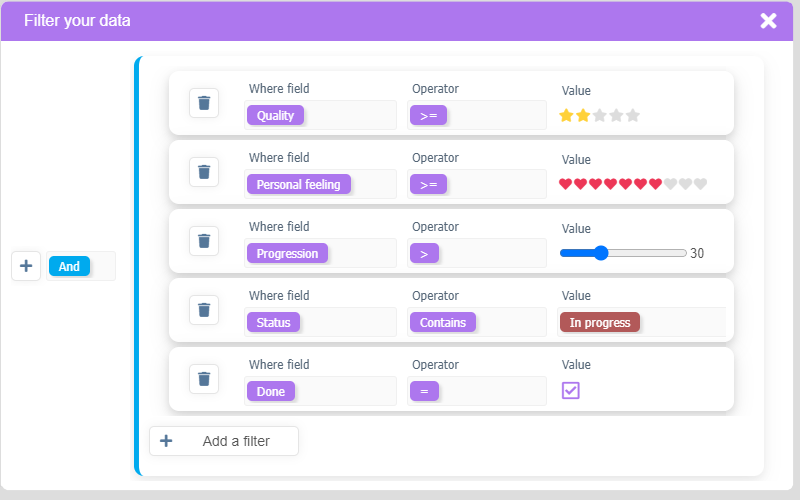 Filter your data
Where field Operator Value
Quality >=
Where field Operator Value
Personal feeling >=
Where field Operator Value
Progression > 30
And
Where field Operator Value
Status Contains In progress
Where field Operator Value
Done =
Add a filter